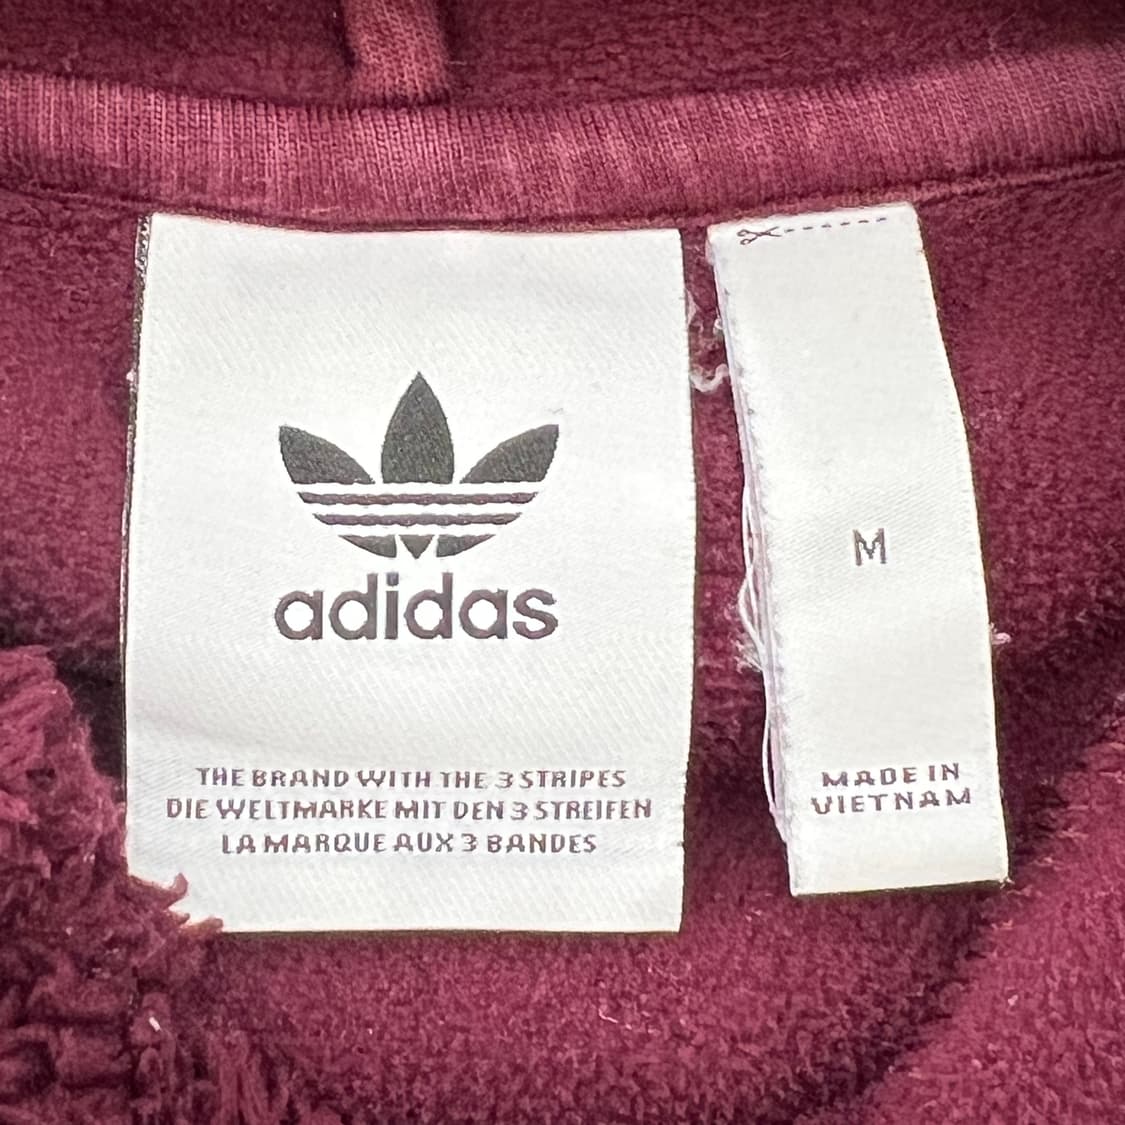 adidas
THE BRAND WITH THE 3 STRIPES
DIE WELTMARKE MIT DEN 3 STREIFEN
LA MARQUE AUX 3 BANDES
M
MADE IN
VIETNAM